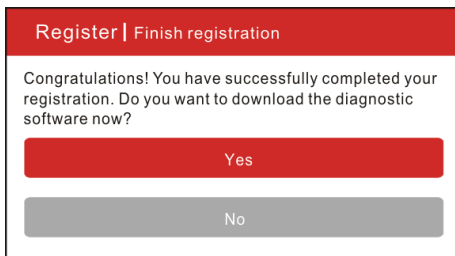 Register | Finish registration
Congratulations! You have successfully completed your
registration. Do you want to download the diagnostic
software now?
Yes
No